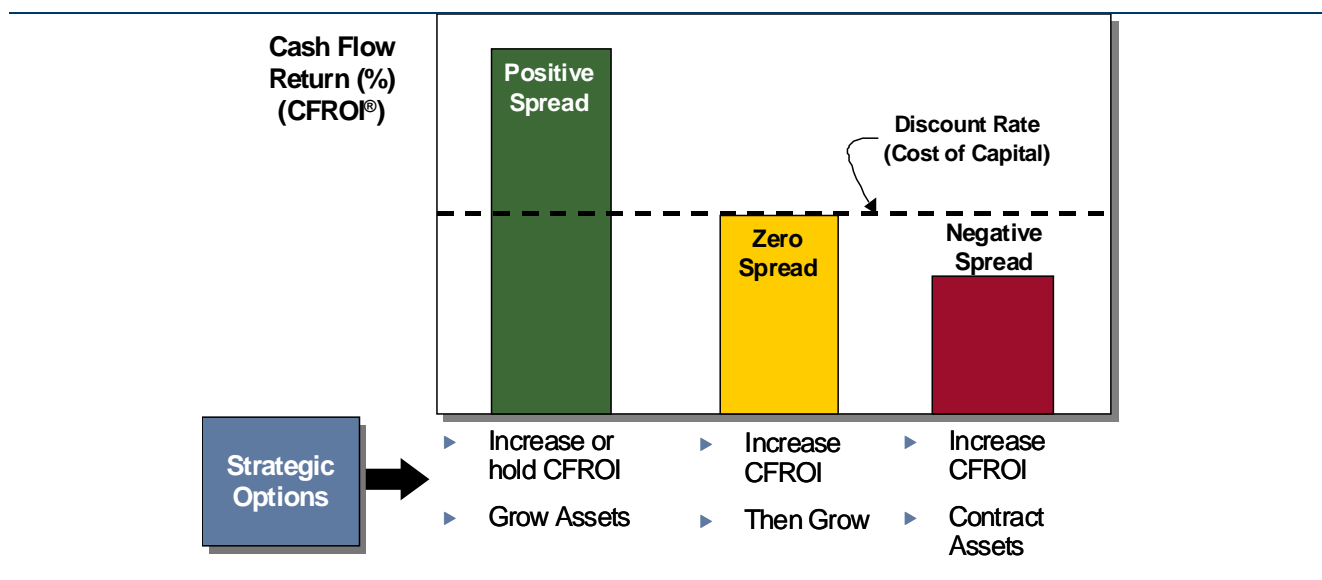 Cash Flow
Return (%)
(CFROI®)
Positive
Spread
Discount Rate
(Cost of Capital)
Zero
Spread
Negative
Spread
Strategic
Options
Increase or
hold CFROI
Grow Assets
Increase
CFROI
Then Grow
Increase
CFROI
Contract
Assets